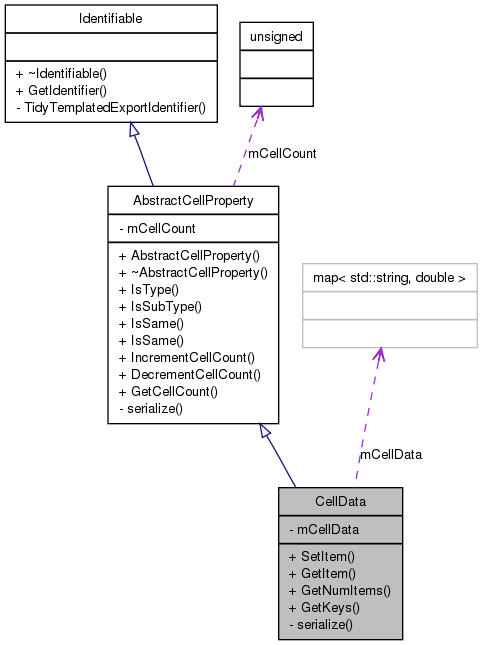 Identifiable
+ ~Identifiable()
+ GetIdentifier()
- TidyTemplatedExportIdentifier()
unsigned
mCellCount
AbstractCellProperty
- mCellCount
+ AbstractCellProperty()
+ ~AbstractCellProperty()
+ IsType()
+ IsSubType()
+ IsSame()
+ IsSame()
+ IncrementCellCount()
+ DecrementCellCount()
+ GetCellCount()
- serialize()
map< std::string, double >
mCellData
CellData
- mCellData
+ SetItem()
+ GetItem()
+ GetNumItems()
+ GetKeys()
- serialize()